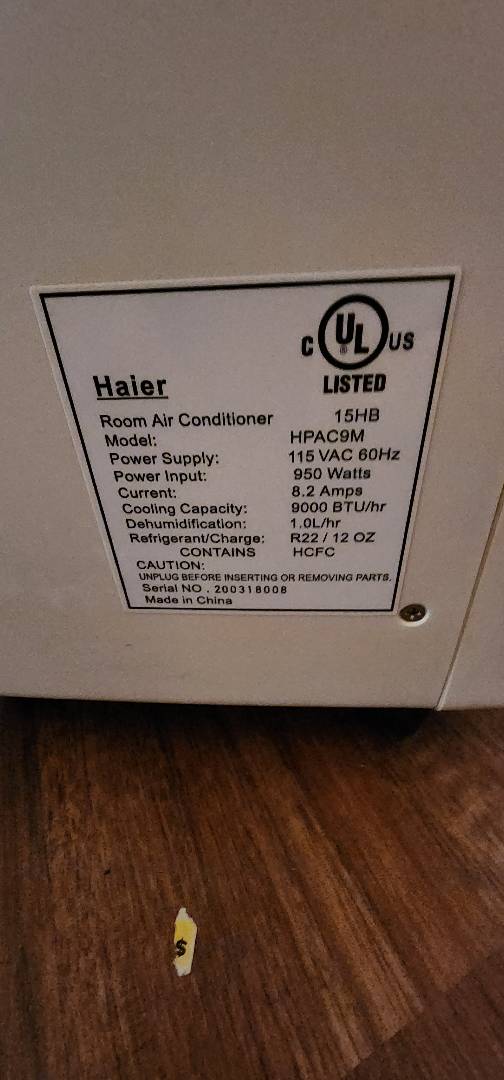 C UL® US
LISTED
Haier
Room Air Conditioner 15HB
Model: HPAC9M
Power Supply: 115 VAC 60Hz
Power Input: 950 Watts
Current: 8.2 Amps
Cooling Capacity: 9000 BTU/hr
Dehumidification: 1.0L/hr
Refrigerant/Charge: R22 / 12 OZ
CONTAINS HCFC
CAUTION:
UNPLUG BEFORE INSERTING OR REMOVING PARTS.
Serial NO . 200318008
Made in China
$